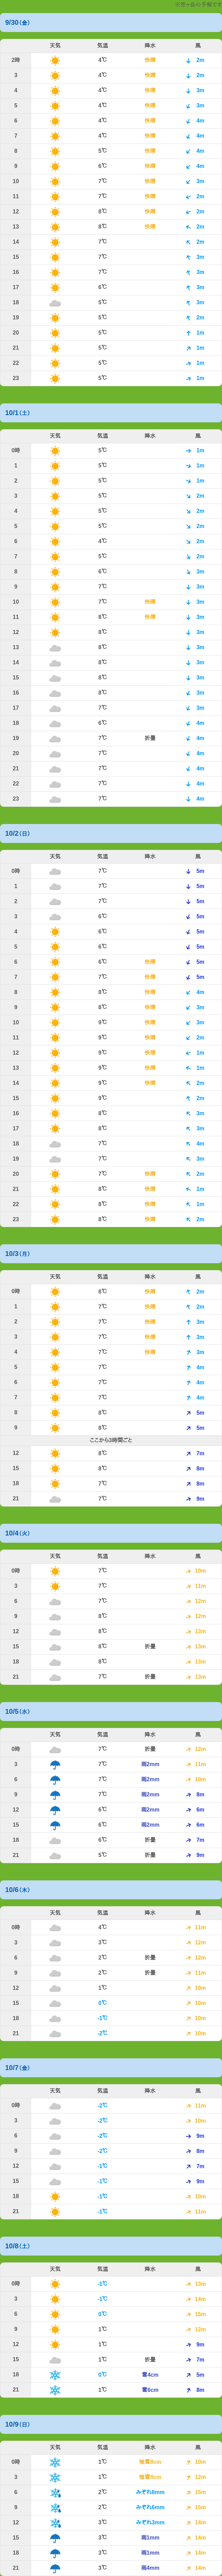 9/30(金)
天気 気温 降水 風
2時 4℃ 快晴 2m
3 4℃ 快晴 2m
4 4℃ 快晴 3m
5 4℃ 快晴 3m
6 4℃ 快晴 4m
7 4℃ 快晴 4m
8 5℃ 快晴 4m
9 6℃ 快晴 4m
10 7℃ 快晴 3m
11 7℃ 快晴 2m
12 8℃ 快晴 2m
13 8℃ 快晴 2m
14 7℃ 2m
15 7℃ 3m
16 7℃ 3m
17 6℃ 3m
18 5℃ 3m
19 5℃ 2m
20 5℃ 1m
21 5℃ 1m
22 5℃ 1m
23 5℃ 1m
10/1(土)
天気 気温 降水 風
0時 5℃ 1m
1 5℃ 1m
2 5℃ 1m
3 5℃ 2m
4 5℃ 2m
5 5℃ 2m
6 4℃ 2m
7 5℃ 2m
8 6℃ 3m
9 7℃ 3m
10 7℃ 快晴 3m
11 8℃ 快晴 3m
12 8℃ 3m
13 8℃ 3m
14 8℃ 3m
15 8℃ 3m
16 8℃ 3m
17 7℃ 3m
18 6℃ 4m
19 7℃ 折曇 4m
20 7℃ 4m
21 7℃ 4m
22 7℃ 4m
23 7℃ 4m
10/2(日)
天気 気温 降水 風
0時 7℃ 5m
1 7℃ 5m
2 7℃ 5m
3 6℃ 5m
4 6℃ 5m
5 6℃ 5m
6 6℃ 快晴 5m
7 7℃ 快晴 5m
8 8℃ 快晴 4m
9 8℃ 快晴 3m
10 9℃ 快晴 3m
11 9℃ 快晴 2m
12 9℃ 快晴 1m
13 9℃ 快晴 1m
14 9℃ 快晴 2m
15 9℃ 2m
16 8℃ 3m
17 8℃ 3m
18 7℃ 4m
19 7℃ 3m
20 7℃ 快晴 2m
21 8℃ 快晴 1m
22 8℃ 快晴 1m
23 8℃ 快晴 2m
10/3(月)
天気 気温 降水 風
0時 8℃ 快晴 2m
1 7℃ 快晴 2m
2 7℃ 快晴 3m
3 7℃ 快晴 3m
4 7℃ 快晴 3m
5 7℃ 4m
6 7℃ 4m
7 7℃ 4m
8 8℃ 5m
9 8℃ 5m
ここから3時間ごと
12 8℃ 7m
15 8℃ 8m
18 7℃ 8m
21 7℃ 9m
10/4(火)
天気 気温 降水 風
0時 7℃ 10m
3 7℃ 11m
6 7℃ 12m
9 8℃ 12m
12 8℃ 13m
15 8℃ 折曇 13m
18 8℃ 13m
21 7℃ 折曇 13m
10/5(水)
天気 気温 降水 風
0時 7℃ 折曇 12m
3 7℃ 雨2mm 11m
6 7℃ 雨2mm 10m
9 7℃ 雨2mm 8m
12 6℃ 雨2mm 6m
15 6℃ 雨2mm 6m
18 6℃ 折曇 7m
21 5℃ 折曇 9m
10/6(木)
天気 気温 降水 風
0時 4℃ 11m
3 3℃ 12m
6 2℃ 折曇 12m
9 2℃ 折曇 11m
12 1℃ 10m
15 0℃ 10m
18 -1℃ 10m
21 -2℃ 10m
10/7(金)
天気 気温 降水 風
0時 -2℃ 11m
3 -2℃ 10m
6 -2℃ 9m
9 -2℃ 8m
12 -1℃ 7m
15 -1℃ 9m
18 -1℃ 10m
21 -1℃ 11m
10/8(土)
天気 気温 降水 風
0時 -1℃ 13m
3 -1℃ 14m
6 0℃ 15m
9 1℃ 12m
12 1℃ 9m
15 1℃ 折曇 7m
18 0℃ 雪4cm 5m
21 1℃ 雪6cm 8m
10/9(日)
天気 気温 降水 風
0時 1℃ 強雪8cm 10m
3 1℃ 強雪8cm 12m
6 2℃ みぞれ8mm 15m
9 2℃ みぞれ6mm 15m
12 3℃ みぞれ3mm 14m
15 3℃ 雨1mm 14m
18 3℃ 雨1mm 14m
21 3℃ 雨4mm 14m